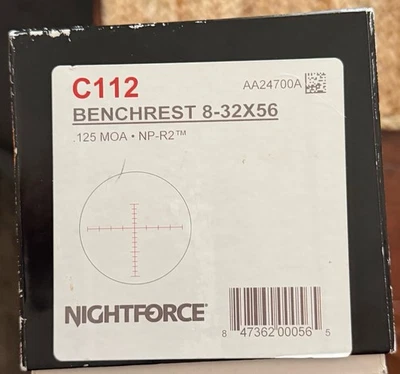 C112
AA24700A
BENCHREST 8-32X56
.125 MOA • NP-R2™
NIGHTFORCE®
8 47362 00056 5